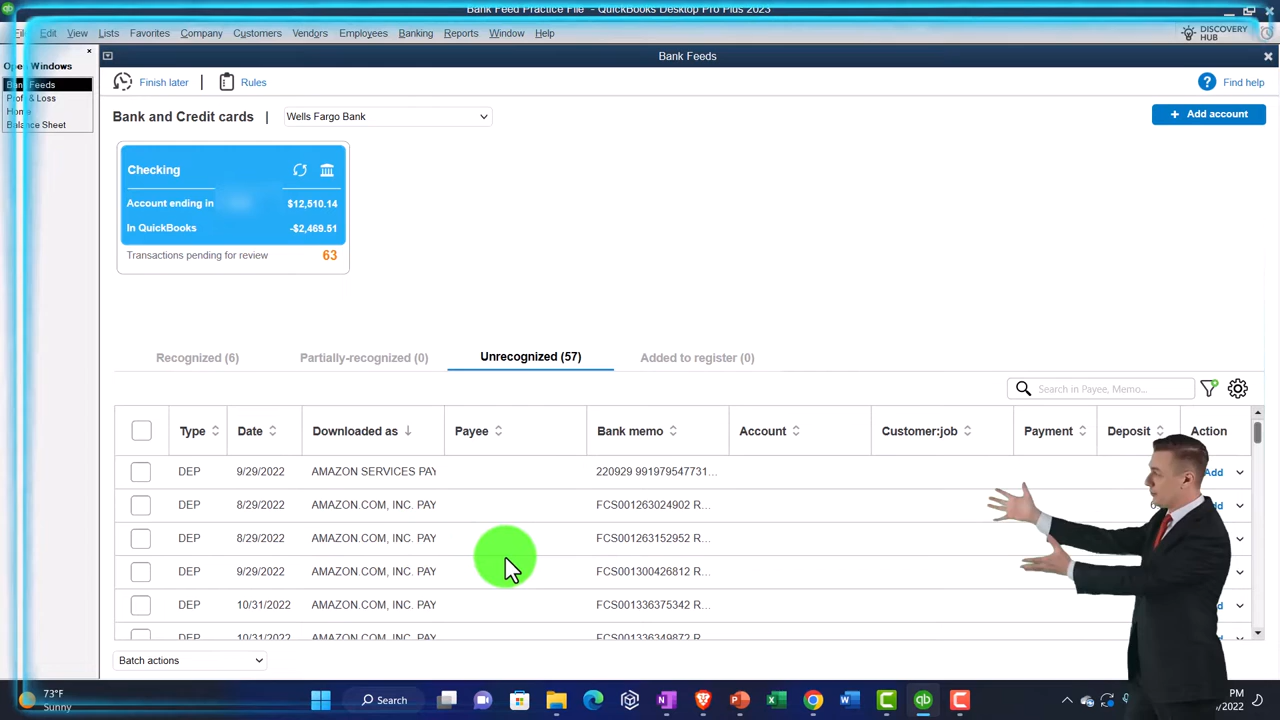 Bank Feed Practice File - QuickBooks Desktop Pro Plus 2023
File Edit View Lists Favorites Company Customers Vendors Employees Banking Reports Window Help
DISCOVERY HUB
Open Windows
Bank Feeds
Profit & Loss
Home
Balance Sheet
Bank Feeds
Finish later | Rules
Find help
Bank and Credit cards | Wells Fargo Bank
Add account
Checking
Account ending in $12,510.14
In QuickBooks -$2,469.51
Transactions pending for review 63
Recognized (6) Partially-recognized (0) Unrecognized (57) Added to register (0)
Search in Payee, Memo...
Type Date Downloaded as Payee Bank memo Account Customer:job Payment Deposit Action
DEP 9/29/2022 AMAZON SERVICES PAY 220929 991979547731... Add
DEP 8/29/2022 AMAZON.COM, INC. PAY FCS001263024902 R...
DEP 8/29/2022 AMAZON.COM, INC. PAY FCS001263152952 R...
DEP 9/29/2022 AMAZON.COM, INC. PAY FCS001300426812 R...
DEP 10/31/2022 AMAZON.COM, INC. PAY FCS001336375342 R...
DEP 10/31/2022 AMAZON.COM, INC. PAY FCS001336349872 R...
Batch actions
73°F
Sunny
Search
PM
/2022